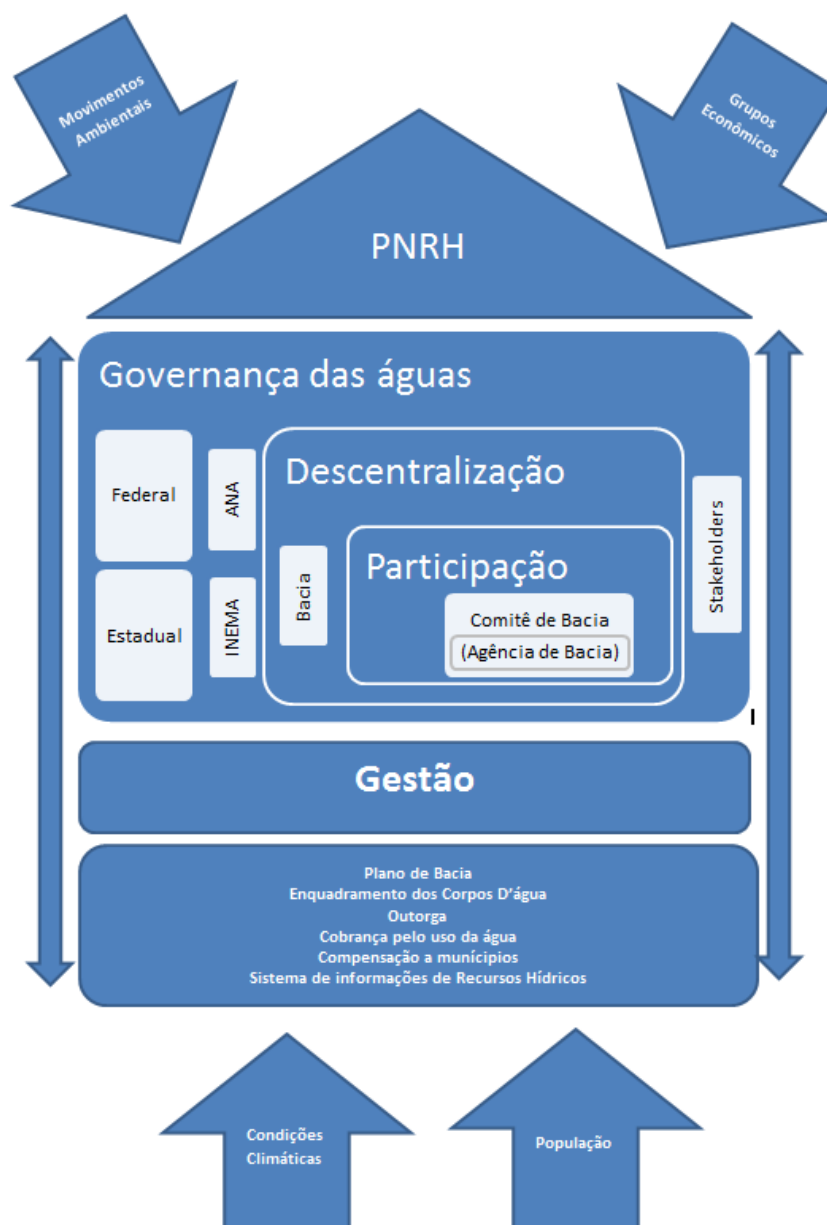 Movimentos
Ambientais
Grupos
Econômicos
PNRH
Governança das águas
Federal
ANA
Descentralização
Stakeholders
Bacia
Participação
Estadual
INEMA
Comitê de Bacia
(Agência de Bacia)
Gestão
Plano de Bacia
Enquadramento dos Corpos D’água
Outorga
Cobrança pelo uso da água
Compensação a munícipios
Sistema de informações de Recursos Hídricos
Condições
Climáticas
População